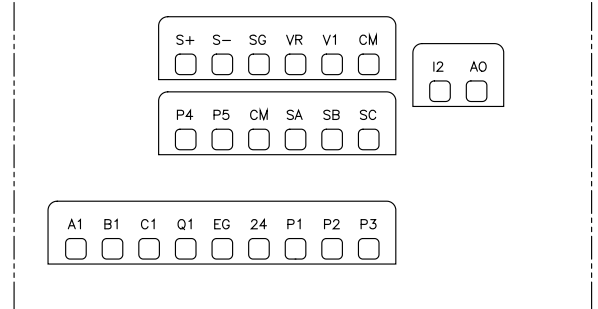 S+ S- SG VR V1 CM
I2 AO
P4 P5 CM SA SB SC
A1 B1 C1 Q1 EG 24 P1 P2 P3